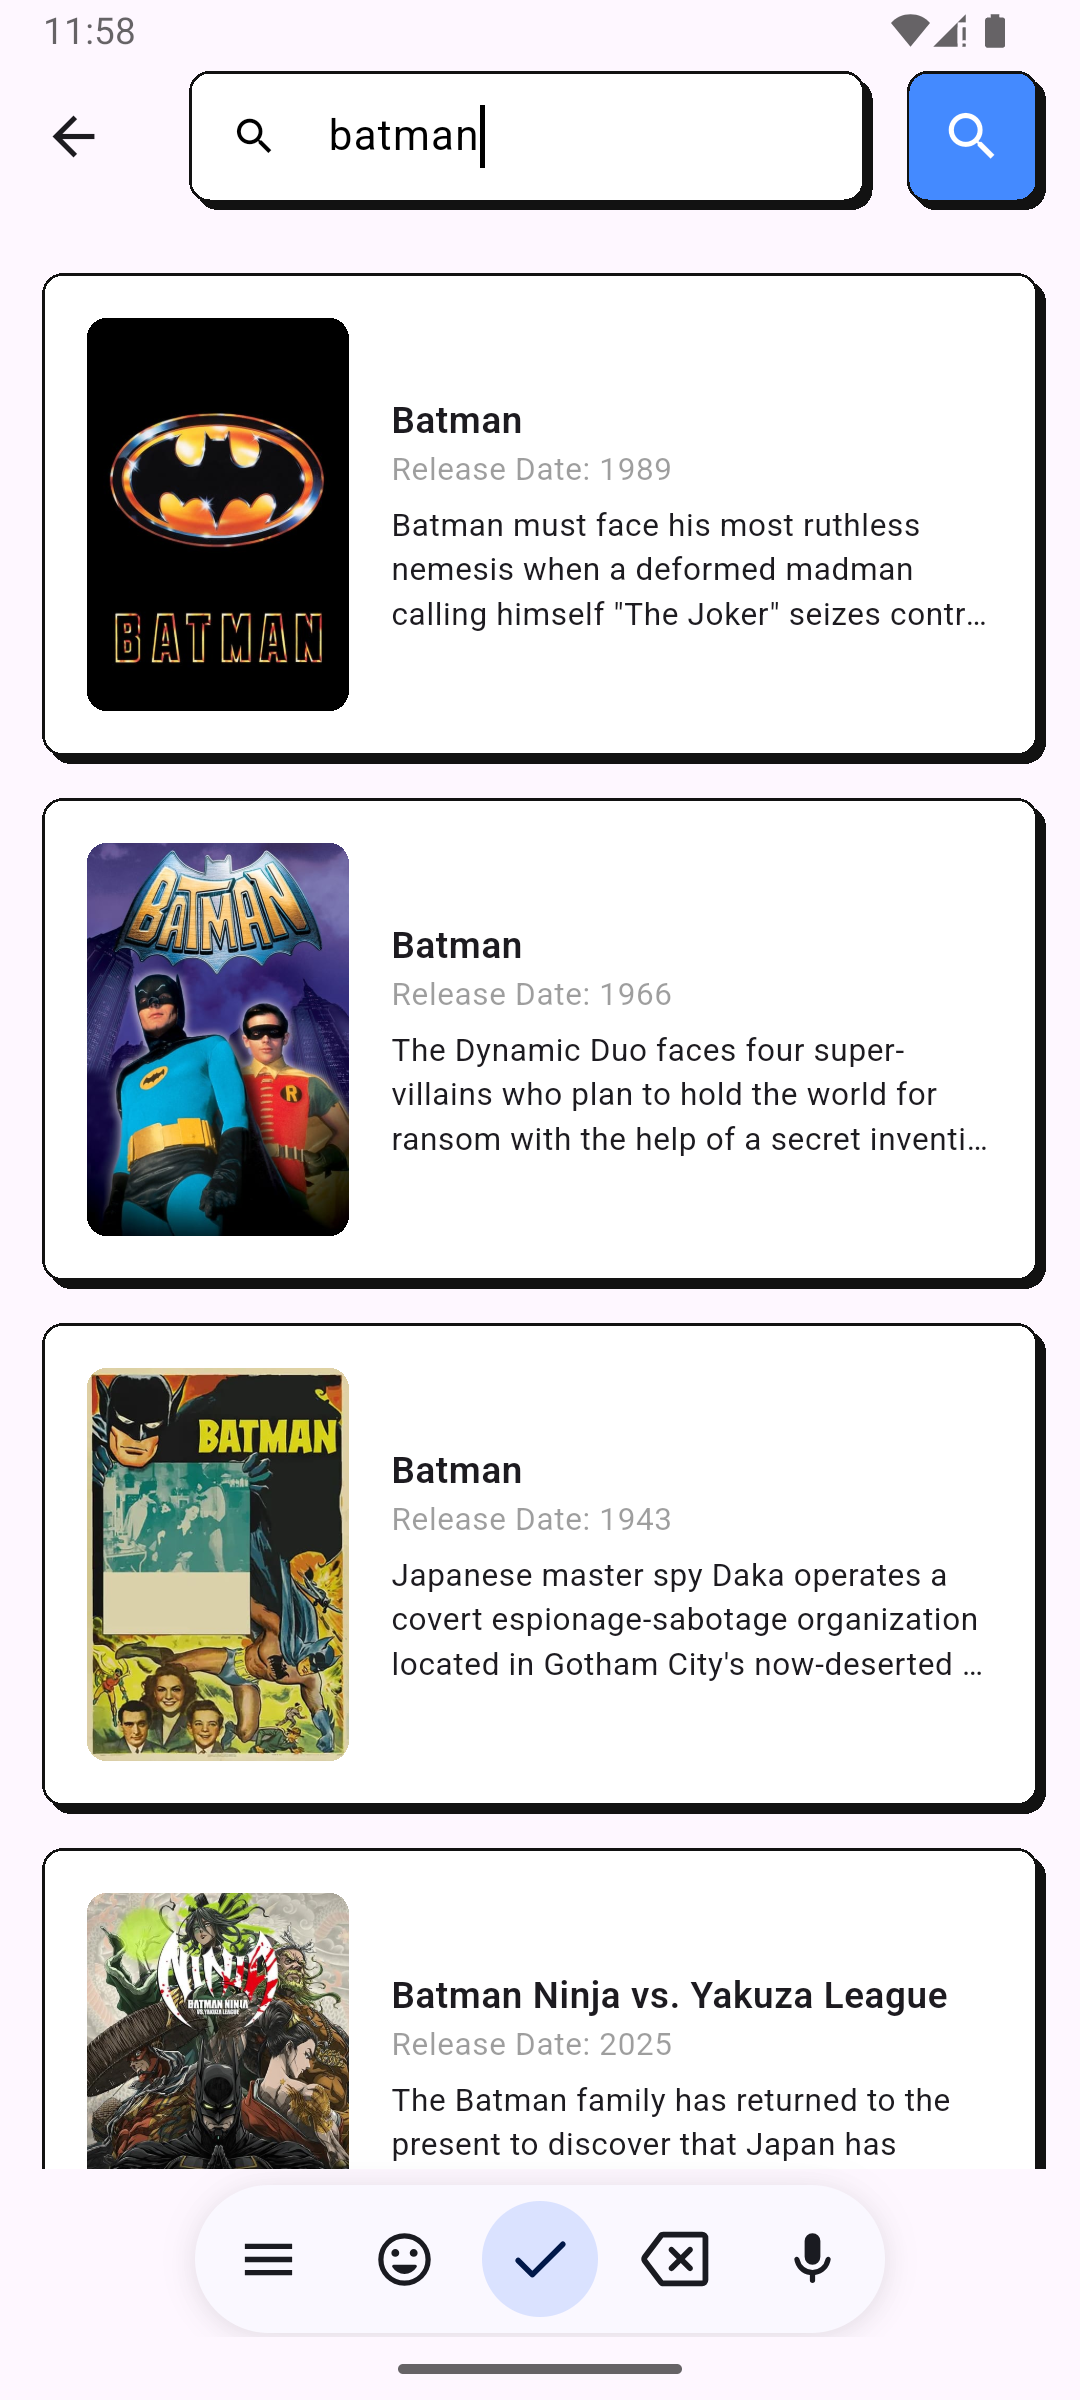 11:58
batman
BATMAN
Batman
Release Date: 1989
Batman must face his most ruthless
nemesis when a deformed madman
calling himself "The Joker" seizes contr…
BATMAN
R
Batman
Release Date: 1966
The Dynamic Duo faces four super-
villains who plan to hold the world for
ransom with the help of a secret inventi…
BATMAN
Batman
Release Date: 1943
Japanese master spy Daka operates a
covert espionage-sabotage organization
located in Gotham City's now-deserted …
NINJA
BATMAN NINJA
VS. YAKUZA LEAGUE
Batman Ninja vs. Yakuza League
Release Date: 2025
The Batman family has returned to the
present to discover that Japan has